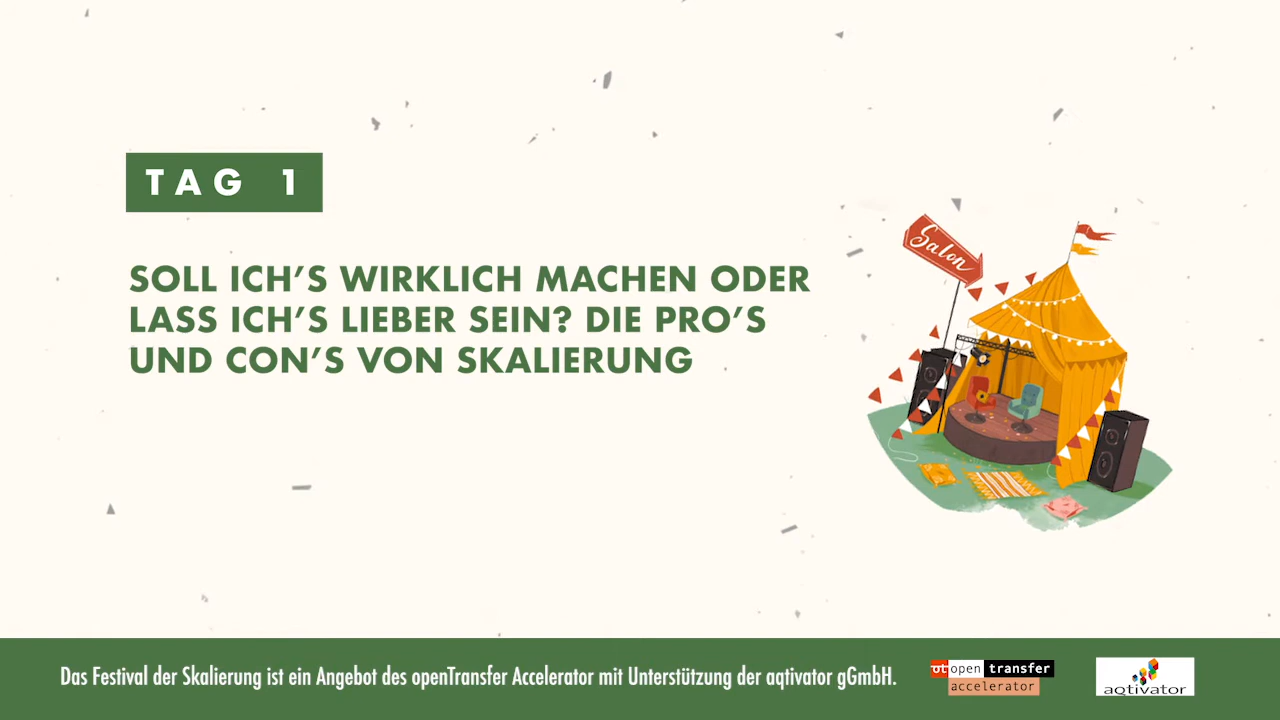 TAG 1
Salon
SOLL ICH’S WIRKLICH MACHEN ODER
LASS ICH’S LIEBER SEIN? DIE PRO’S
UND CON’S VON SKALIERUNG
Das Festival der Skalierung ist ein Angebot des openTransfer Accelerator mit Unterstützung der aqtivator gGmbH.
ot open transfer
accelerator
aqtivator